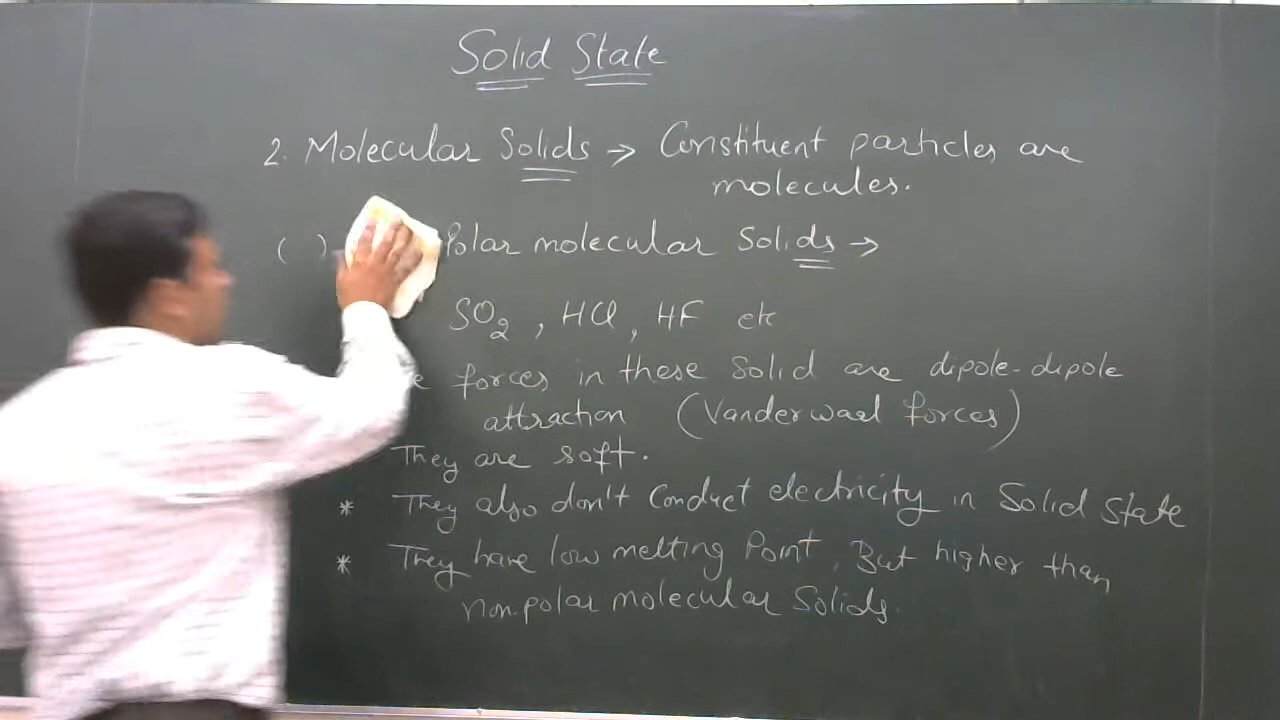 Solid State
2. Molecular Solids → Constituent particles are
molecules.
( ) Polar molecular Solids →
SO2, HCl, HF etc
forces in these Solid are dipole-dipole
attraction (Vanderwaal forces)
They are soft.
* They also don't Conduct electricity in Solid State
* They have low melting Point. But higher than
non polar molecular Solids.